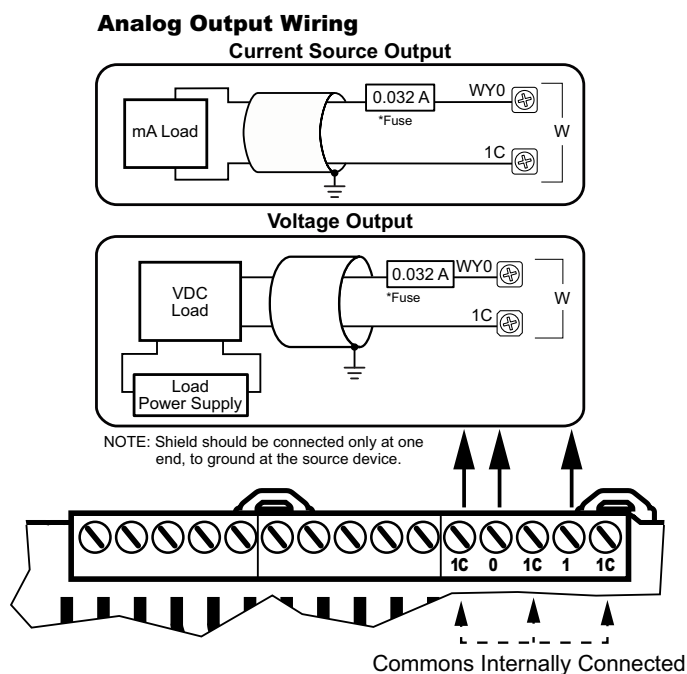 Analog Output Wiring
Current Source Output
mA Load
0.032 A
*Fuse
WY0
1C
W
Voltage Output
VDC
Load
Load
Power Supply
0.032 A
*Fuse
WY0
1C
W
NOTE: Shield should be connected only at one
end, to ground at the source device.
1C 0 1C 1 1C
Commons Internally Connected